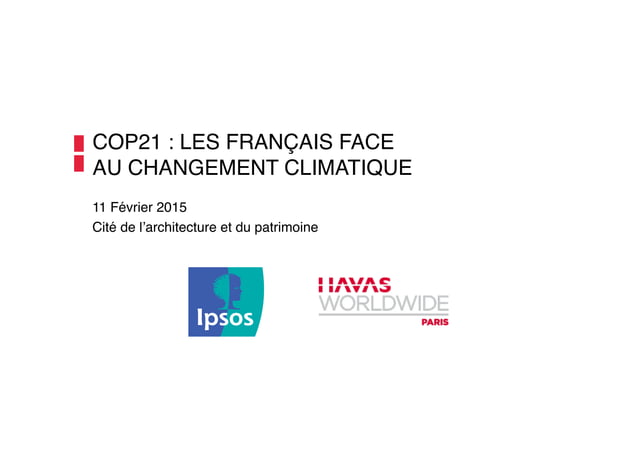 COP21 : LES FRANÇAIS FACE
AU CHANGEMENT CLIMATIQUE
11 Février 2015
Cité de l’architecture et du patrimoine
Ipsos
HAVAS
WORLDWIDE
PARIS